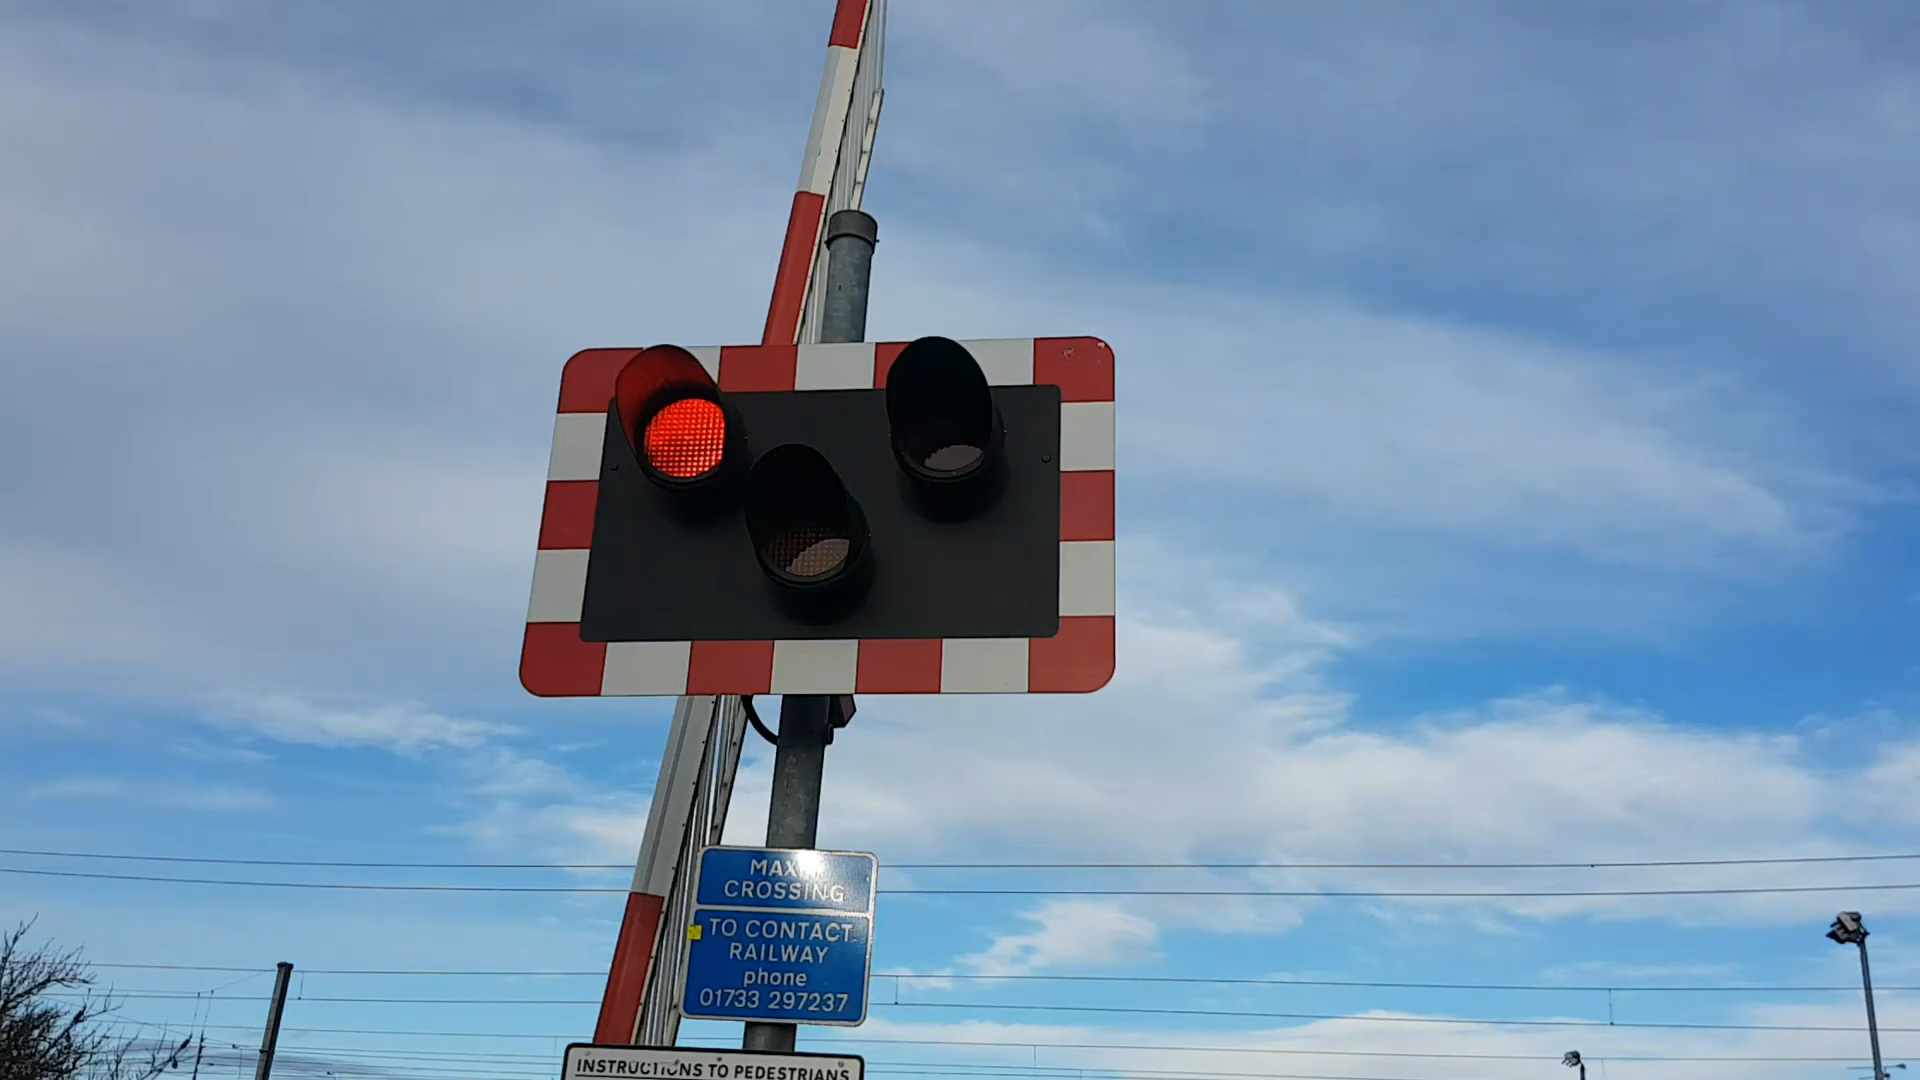 CROSSING
TO CONTACT
RAILWAY
phone
01733 297237
INSTRUCTIONS TO PEDESTRIANS